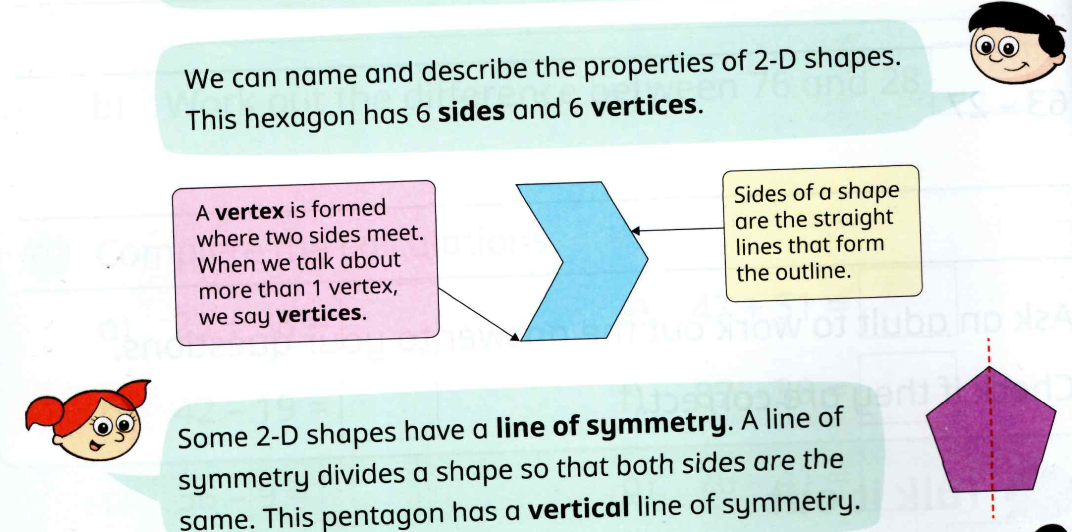 We can name and describe the properties of 2-D shapes.
This hexagon has 6 sides and 6 vertices.
A vertex is formed
where two sides meet.
When we talk about
more than 1 vertex,
we say vertices.
Sides of a shape
are the straight
lines that form
the outline.
Some 2-D shapes have a line of symmetry. A line of
symmetry divides a shape so that both sides are the
same. This pentagon has a vertical line of symmetry.